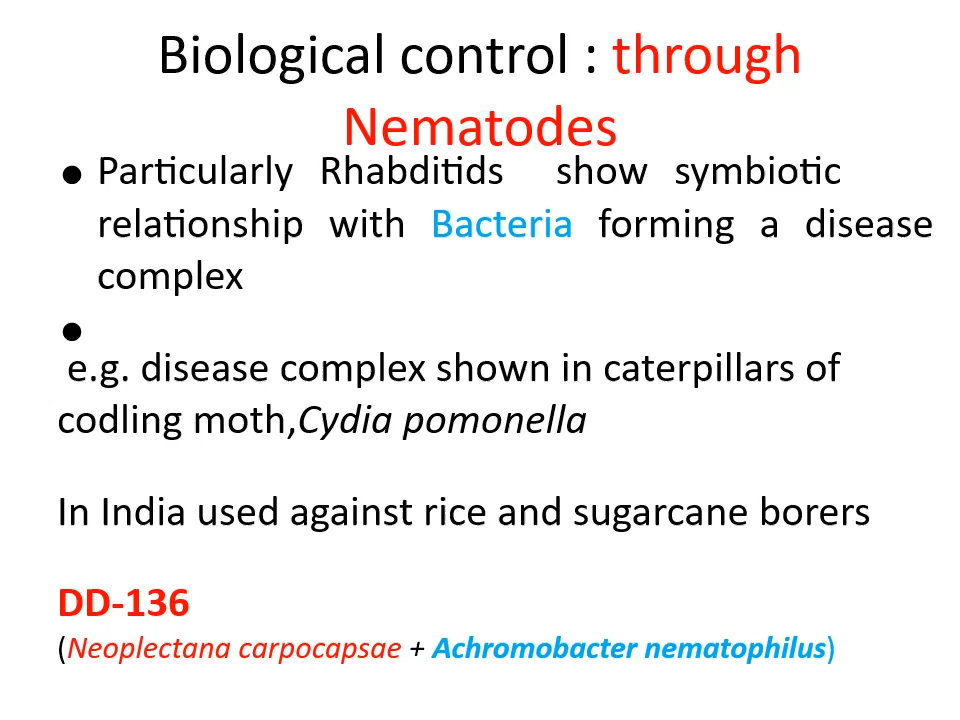 Biological control : through
Nematodes
● Particularly Rhabditids show symbiotic
relationship with Bacteria forming a disease
complex
●
e.g. disease complex shown in caterpillars of
codling moth,Cydia pomonella
In India used against rice and sugarcane borers
DD-136
(Neoplectana carpocapsae + Achromobacter nematophilus)